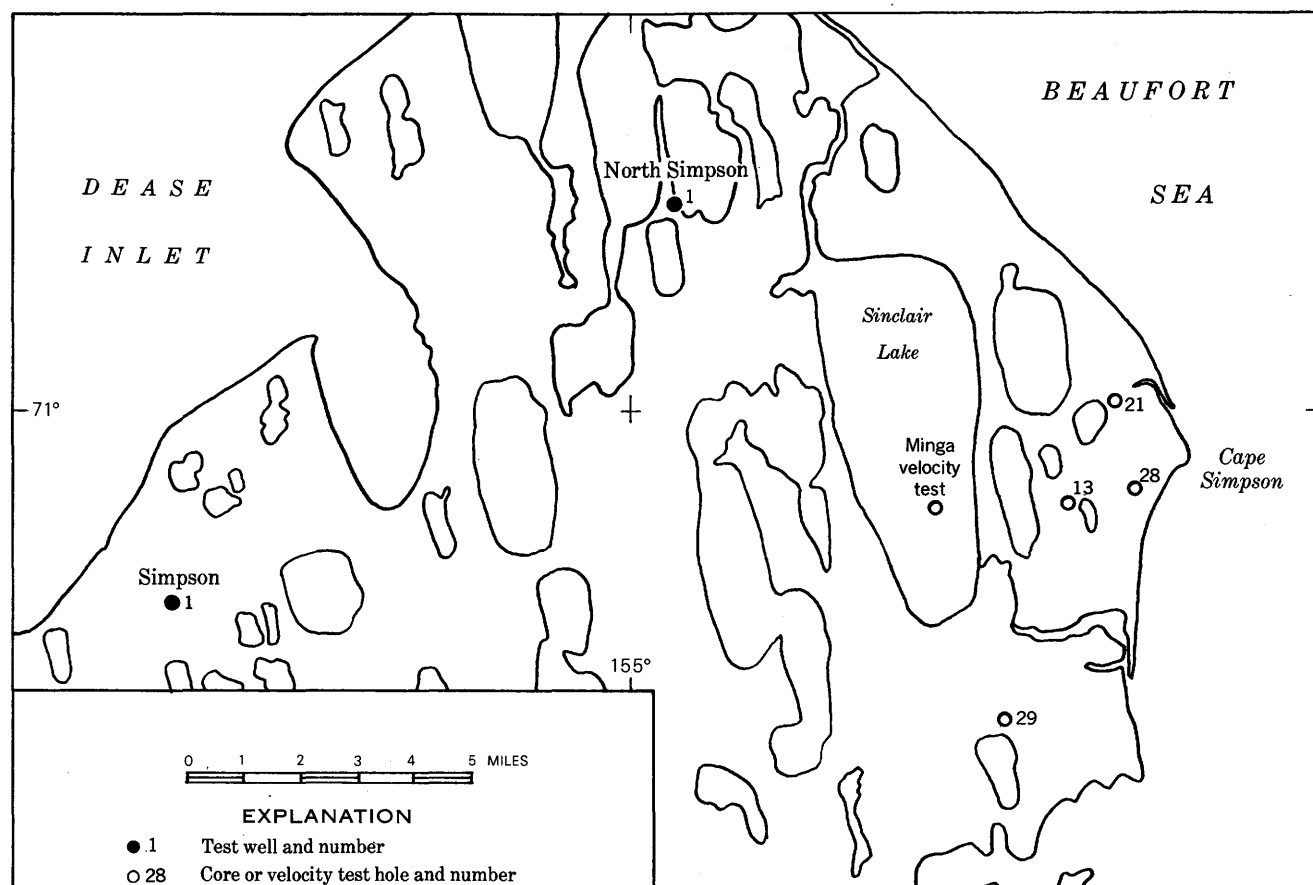 BEAUFORT
SEA
DEASE
INLET
North Simpson
1
Sinclair
Lake
71°
21
Minga
velocity
test
Cape
Simpson
28
13
Simpson
1
155°
29
0 1 2 3 4 5 MILES
EXPLANATION
1 Test well and number
28 Core or velocity test hole and number